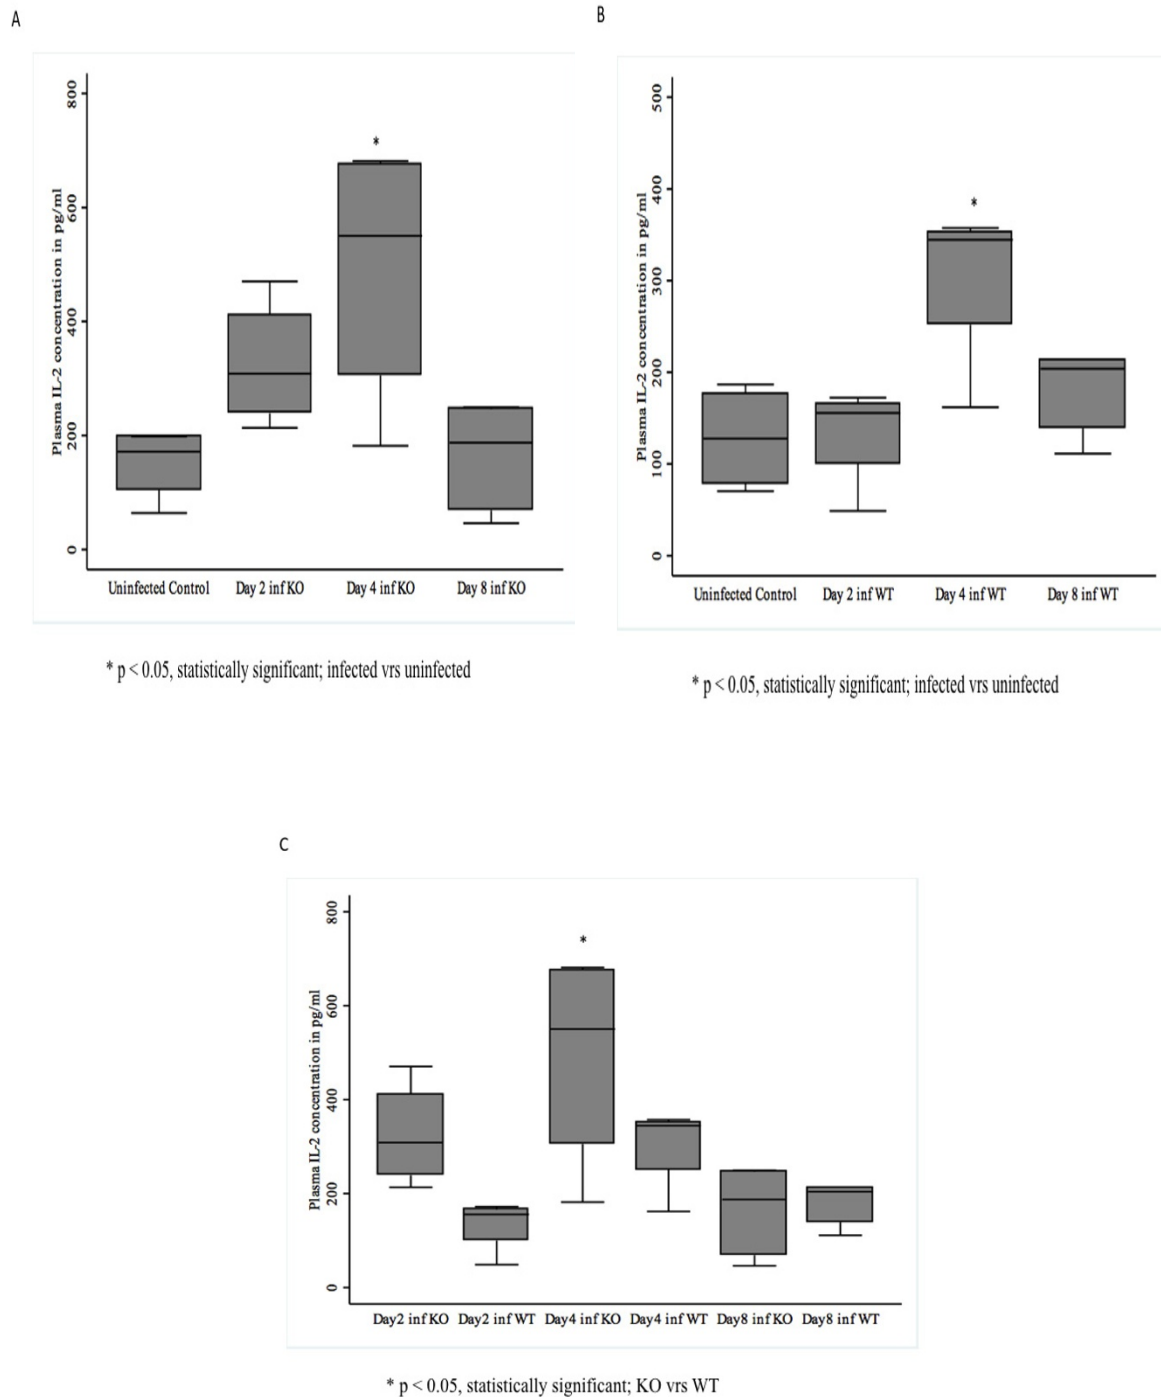 A
B
800
600
400
200
0
Plasma IL-2 concentration in pg/ml
*
Uninfected Control Day 2 inf KO Day 4 inf KO Day 8 inf KO
* p < 0.05, statistically significant; infected vrs uninfected
500
400
300
200
100
0
Plasma IL-2 concentration in pg/ml
*
Uninfected Control Day 2 inf WT Day 4 inf WT Day 8 inf WT
* p < 0.05, statistically significant; infected vrs uninfected
C
800
600
400
200
0
Plasma IL-2 concentration in pg/ml
*
Day2 inf KO Day2 inf WT Day4 inf KO Day4 inf WT Day8 inf KO Day8 inf WT
* p < 0.05, statistically significant; KO vrs WT